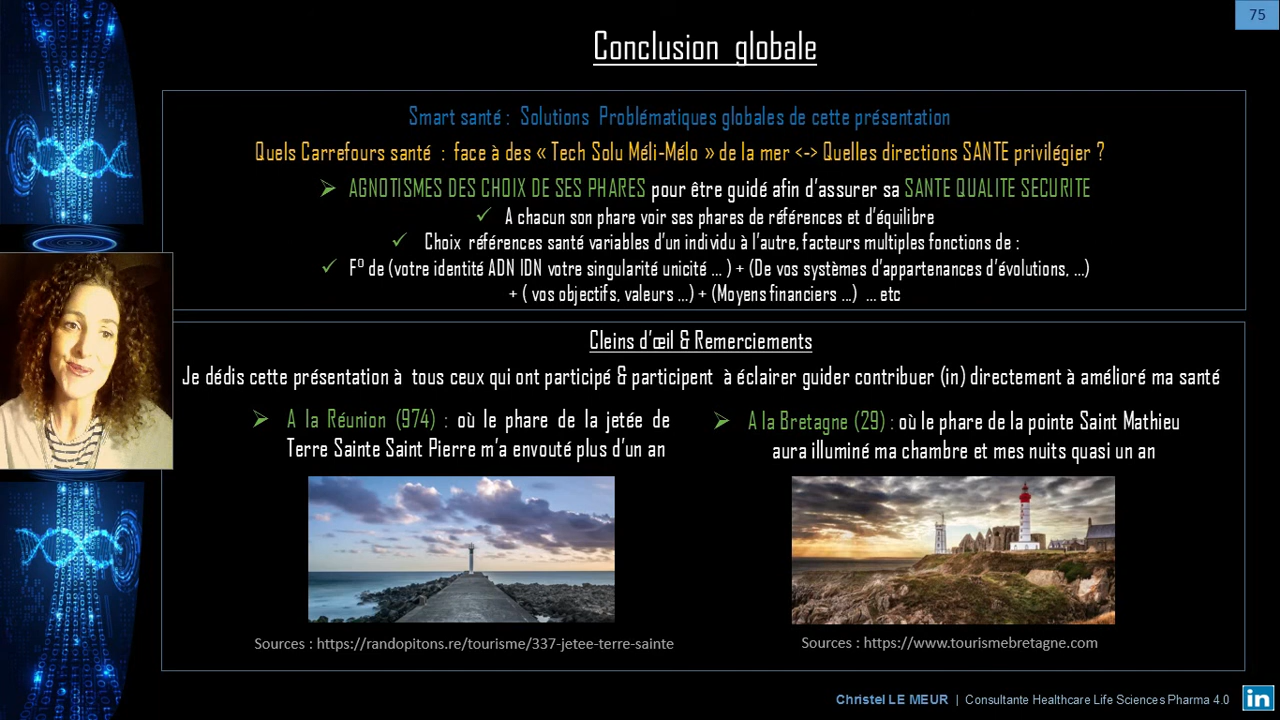 75
Conclusion globale
Smart santé : Solutions Problématiques globales de cette présentation
Quels Carrefours santé : face à des « Tech Solu Méli-Mélo » de la mer <-> Quelles directions SANTE privilégier ?
➢ AGNOTISMES DES CHOIX DE SES PHARES pour être guidé afin d'assurer sa SANTE QUALITE SECURITE
✓ A chacun son phare voir ses phares de références et d'équilibre
✓ Choix références santé variables d'un individu à l'autre, facteurs multiples fonctions de :
✓ F° de (votre identité ADN IDN votre singularité unicité ... ) + (De vos systèmes d'appartenances d'évolutions, ...)
+ ( vos objectifs, valeurs ...) + (Moyens financiers ...) ... etc
Cleins d'œil & Remerciements
Je dédis cette présentation à tous ceux qui ont participé & participent à éclairer guider contribuer (in) directement à amélioré ma santé
➢ A la Réunion (974) : où le phare de la jetée de
Terre Sainte Saint Pierre m'a envouté plus d'un an
➢ A la Bretagne (29) : où le phare de la pointe Saint Mathieu
aura illuminé ma chambre et mes nuits quasi un an
Sources : https://randopitons.re/tourisme/337-jetee-terre-sainte
Sources : https://www.tourismebretagne.com
Christel LE MEUR | Consultante Healthcare Life Sciences Pharma 4.0
in